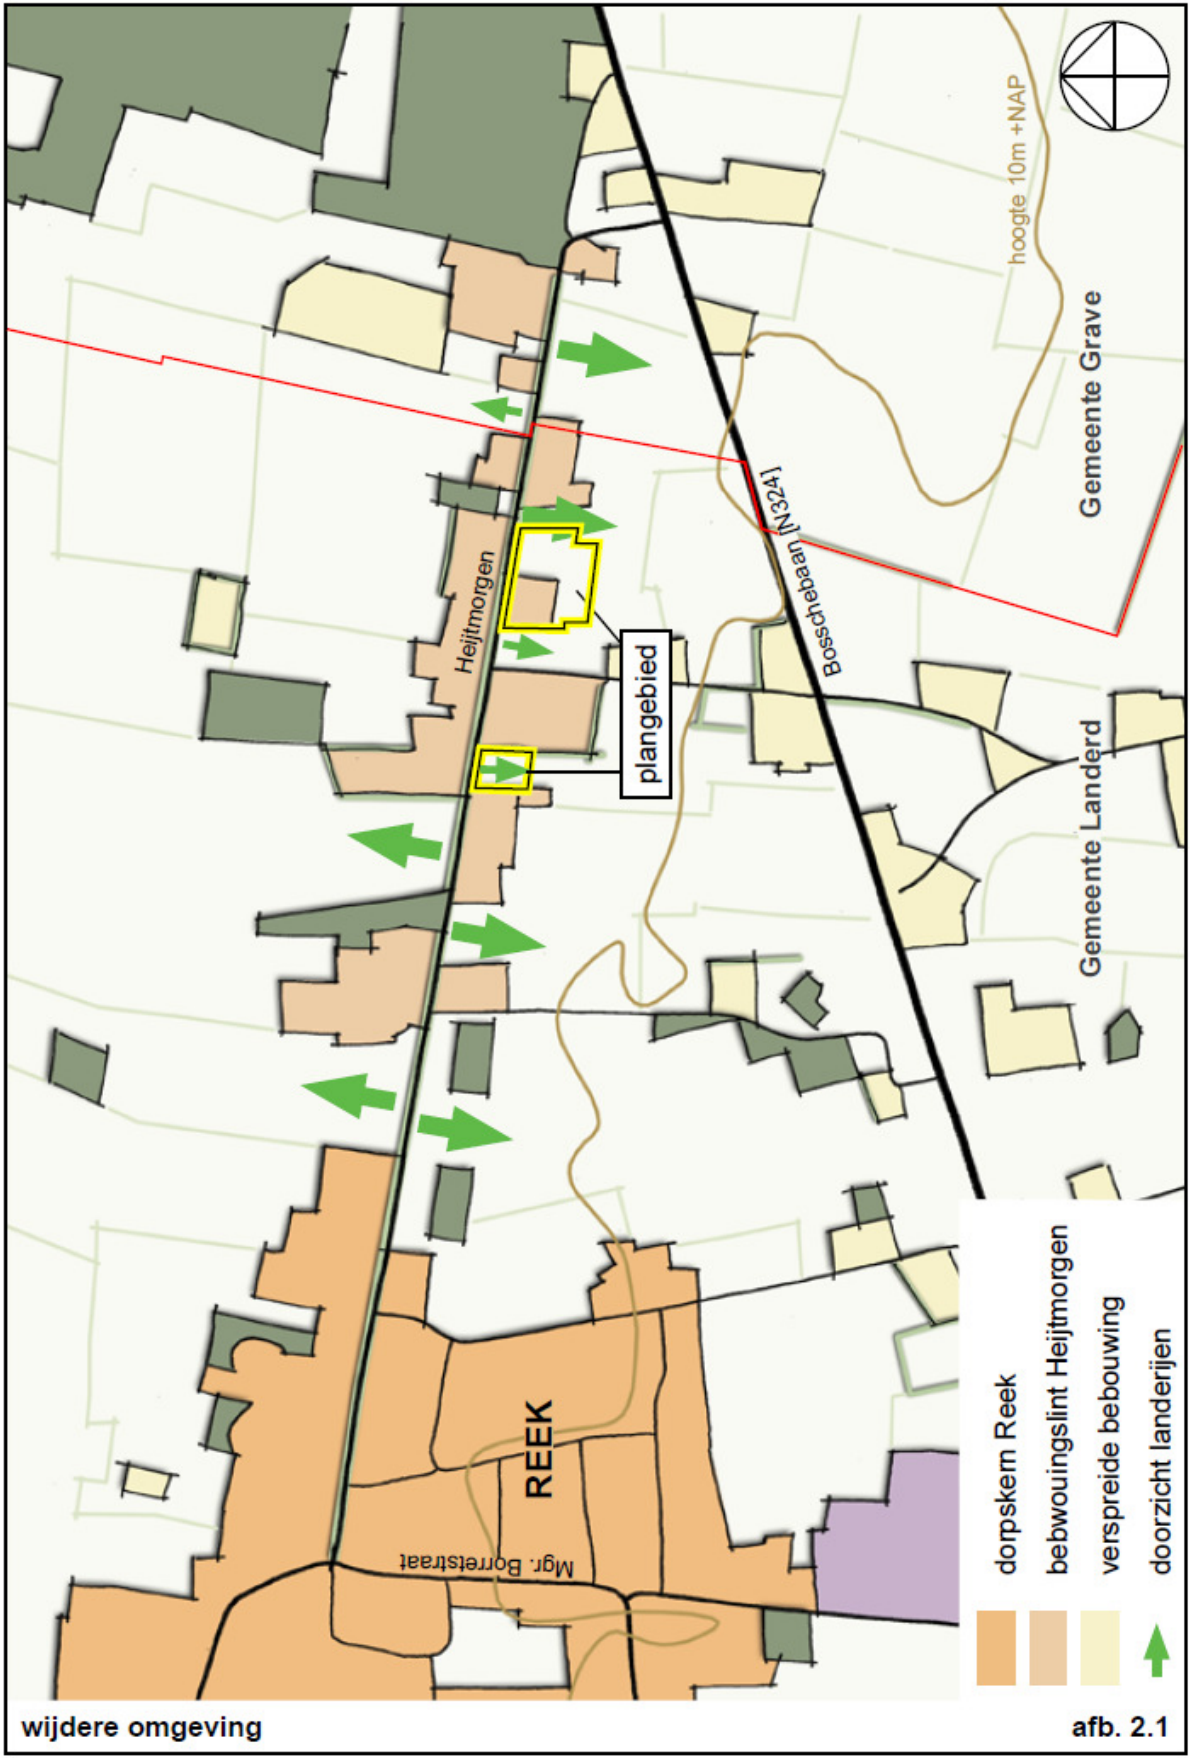 hoogte 10m +NAP
Gemeente Grave
Heijtmorgen
Bosschebaan [N324]
plangebied
Gemeente Landerd
REEK
Mgr. Borretstraat
dorpskern Reek
bebwouingslint Heijtmorgen
verspreide bebouwing
doorzicht landerijen
wijdere omgeving
afb. 2.1